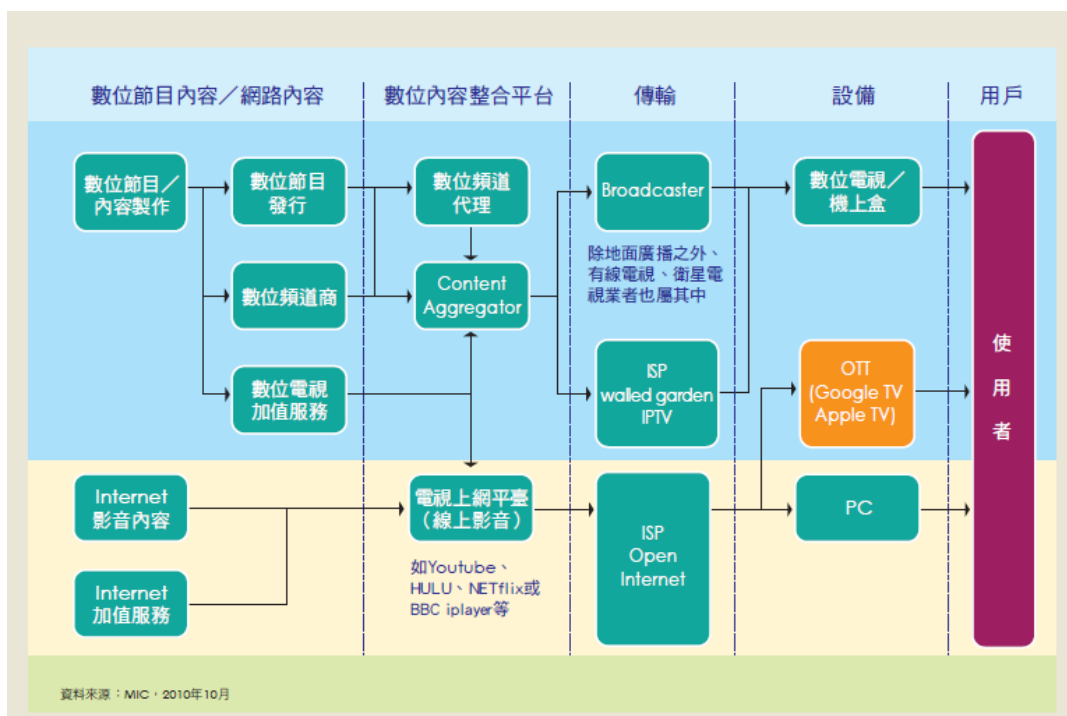 數位節目內容／網路內容
數位內容整合平台
傳輸
設備
用戶
數位節目／
內容製作
數位節目
發行
數位頻道
代理
Broadcaster
數位電視／
機上盒
除地面廣播之外、
有線電視、衛星電
視業者也屬其中
數位頻道商
Content
Aggregator
數位電視
加值服務
ISP
walled garden
IPTV
OTT
(Google TV
Apple TV)
使
用
者
Internet
影音內容
電視上網平臺
（線上影音）
如Youtube、
HULU、NETflix或
BBC iplayer等
ISP
Open
Internet
PC
Internet
加值服務
資料來源：MIC，2010年10月